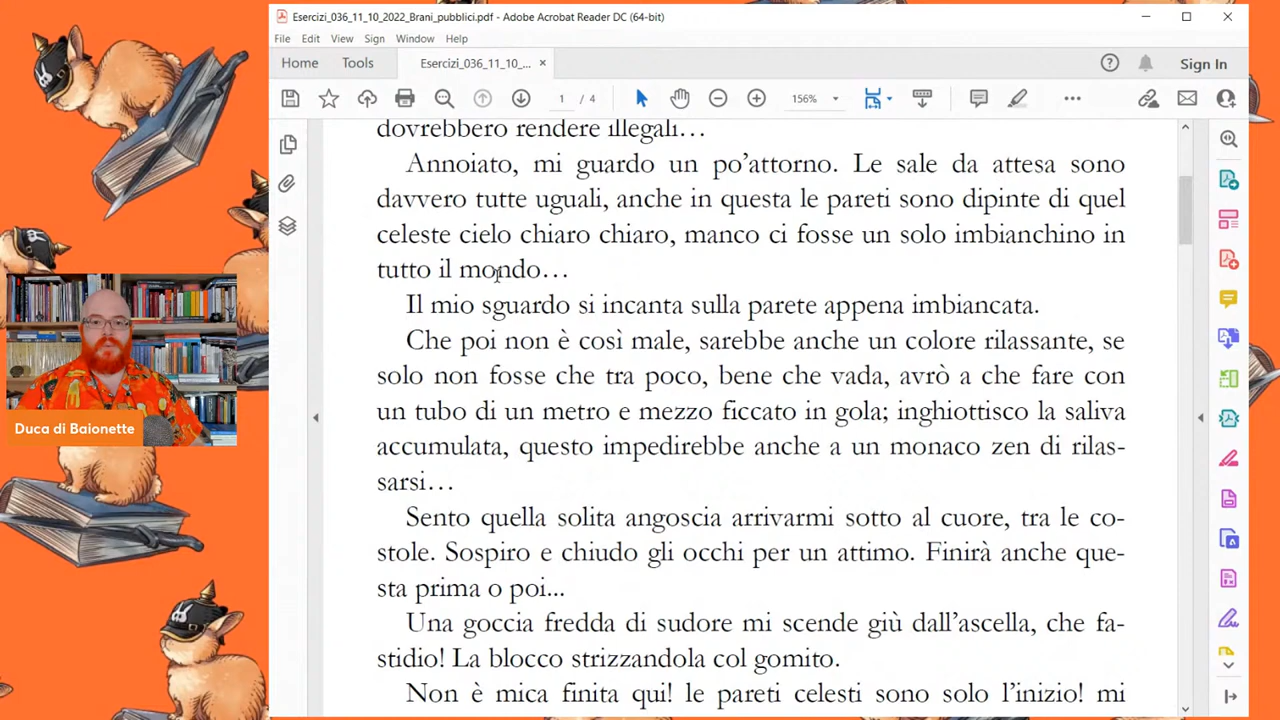 Esercizi_036_11_10_2022_Brani_pubblici.pdf - Adobe Acrobat Reader DC (64-bit)
File Edit View Sign Window Help
Home Tools Esercizi_036_11_10_... × Sign In
1 / 4 156%
dovrebbero rendere illegali…
Annoiato, mi guardo un po’attorno. Le sale da attesa sono
davvero tutte uguali, anche in questa le pareti sono dipinte di quel
celeste cielo chiaro chiaro, manco ci fosse un solo imbianchino in
tutto il mondo…
Il mio sguardo si incanta sulla parete appena imbiancata.
Che poi non è così male, sarebbe anche un colore rilassante, se
solo non fosse che tra poco, bene che vada, avrò a che fare con
un tubo di un metro e mezzo ficcato in gola; inghiottisco la saliva
accumulata, questo impedirebbe anche a un monaco zen di rilas-
sarsi…
Sento quella solita angoscia arrivarmi sotto al cuore, tra le co-
stole. Sospiro e chiudo gli occhi per un attimo. Finirà anche que-
sta prima o poi...
Una goccia fredda di sudore mi scende giù dall’ascella, che fa-
stidio! La blocco strizzandola col gomito.
Non è mica finita qui! le pareti celesti sono solo l’inizio! mi
Duca di Baionette